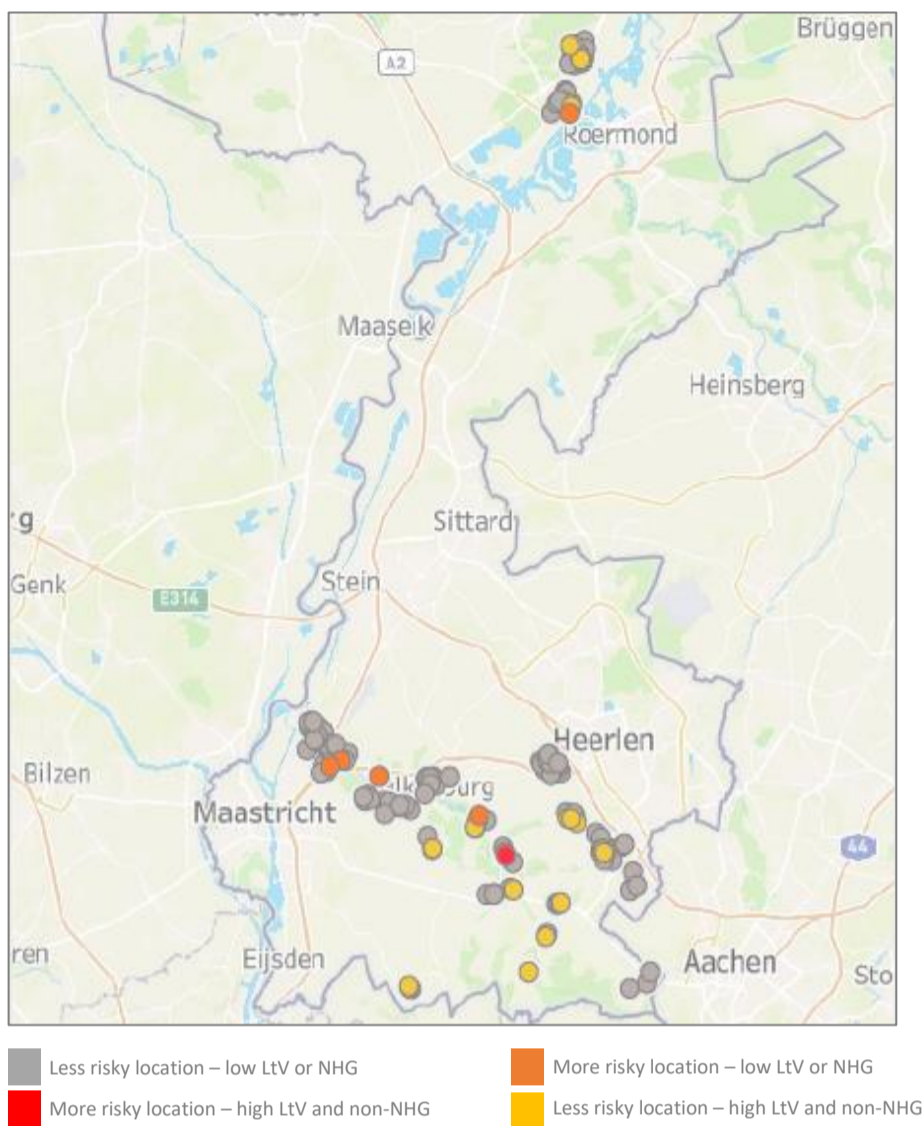 Brüggen
A2
Roermond
Maaseik
Heinsberg
Sittard
Genk
Stein
E314
Heerlen
Bilzen
Maastricht
44
Eijsden
Aachen
Sto
Less risky location – low LtV or NHG
More risky location – low LtV or NHG
More risky location – high LtV and non-NHG
Less risky location – high LtV and non-NHG